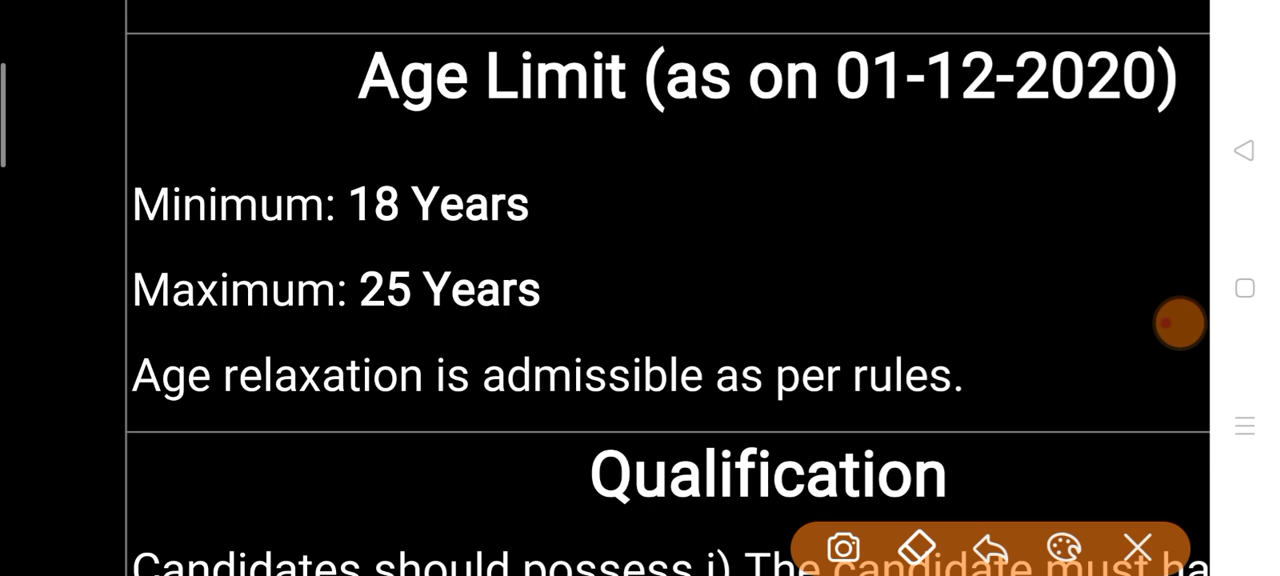 Age Limit (as on 01-12-2020)
Minimum: 18 Years
Maximum: 25 Years
Age relaxation is admissible as per rules.
Qualification
Candidates should possess i) The candidate must ha